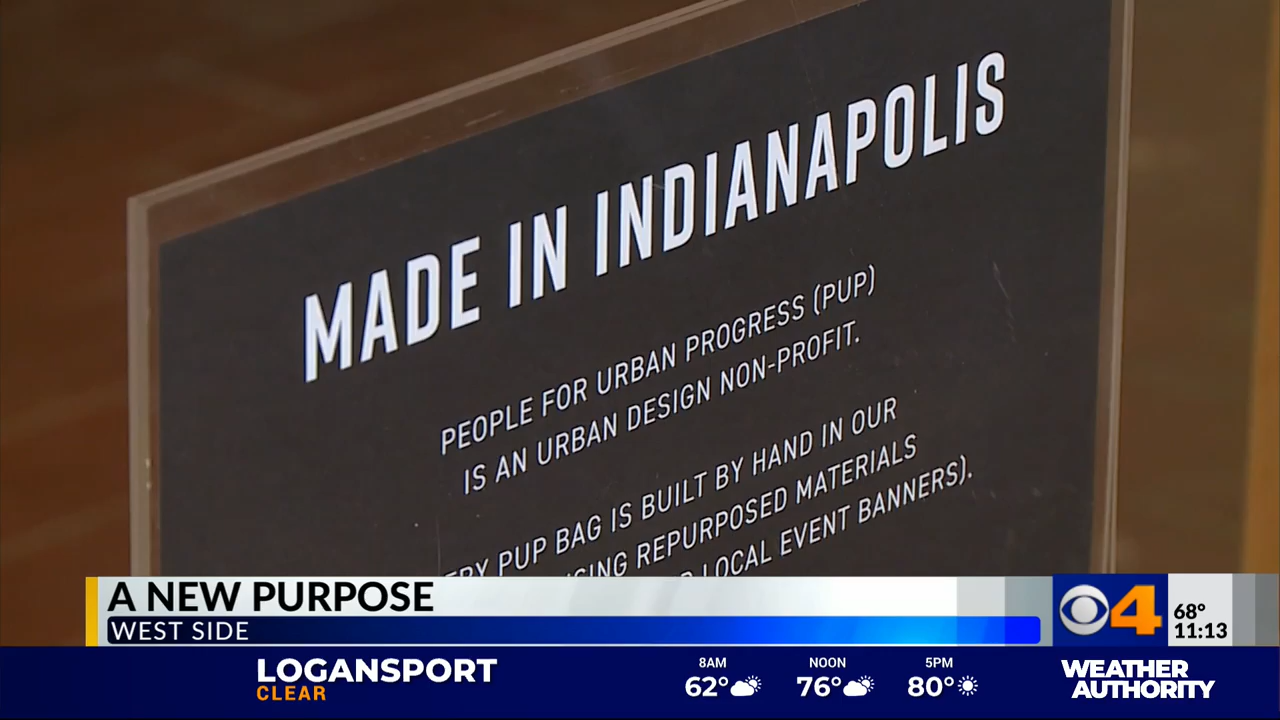 MADE IN INDIANAPOLIS
PEOPLE FOR URBAN PROGRESS (PUP)
IS AN URBAN DESIGN NON-PROFIT.
PUP BAG IS BUILT BY HAND IN OUR
REPURPOSED MATERIALS
LOCAL EVENT BANNERS).
A NEW PURPOSE
WEST SIDE
4
68°
11:13
LOGANSPORT
CLEAR
8AM
62°
NOON
76°
5PM
80°
WEATHER
AUTHORITY